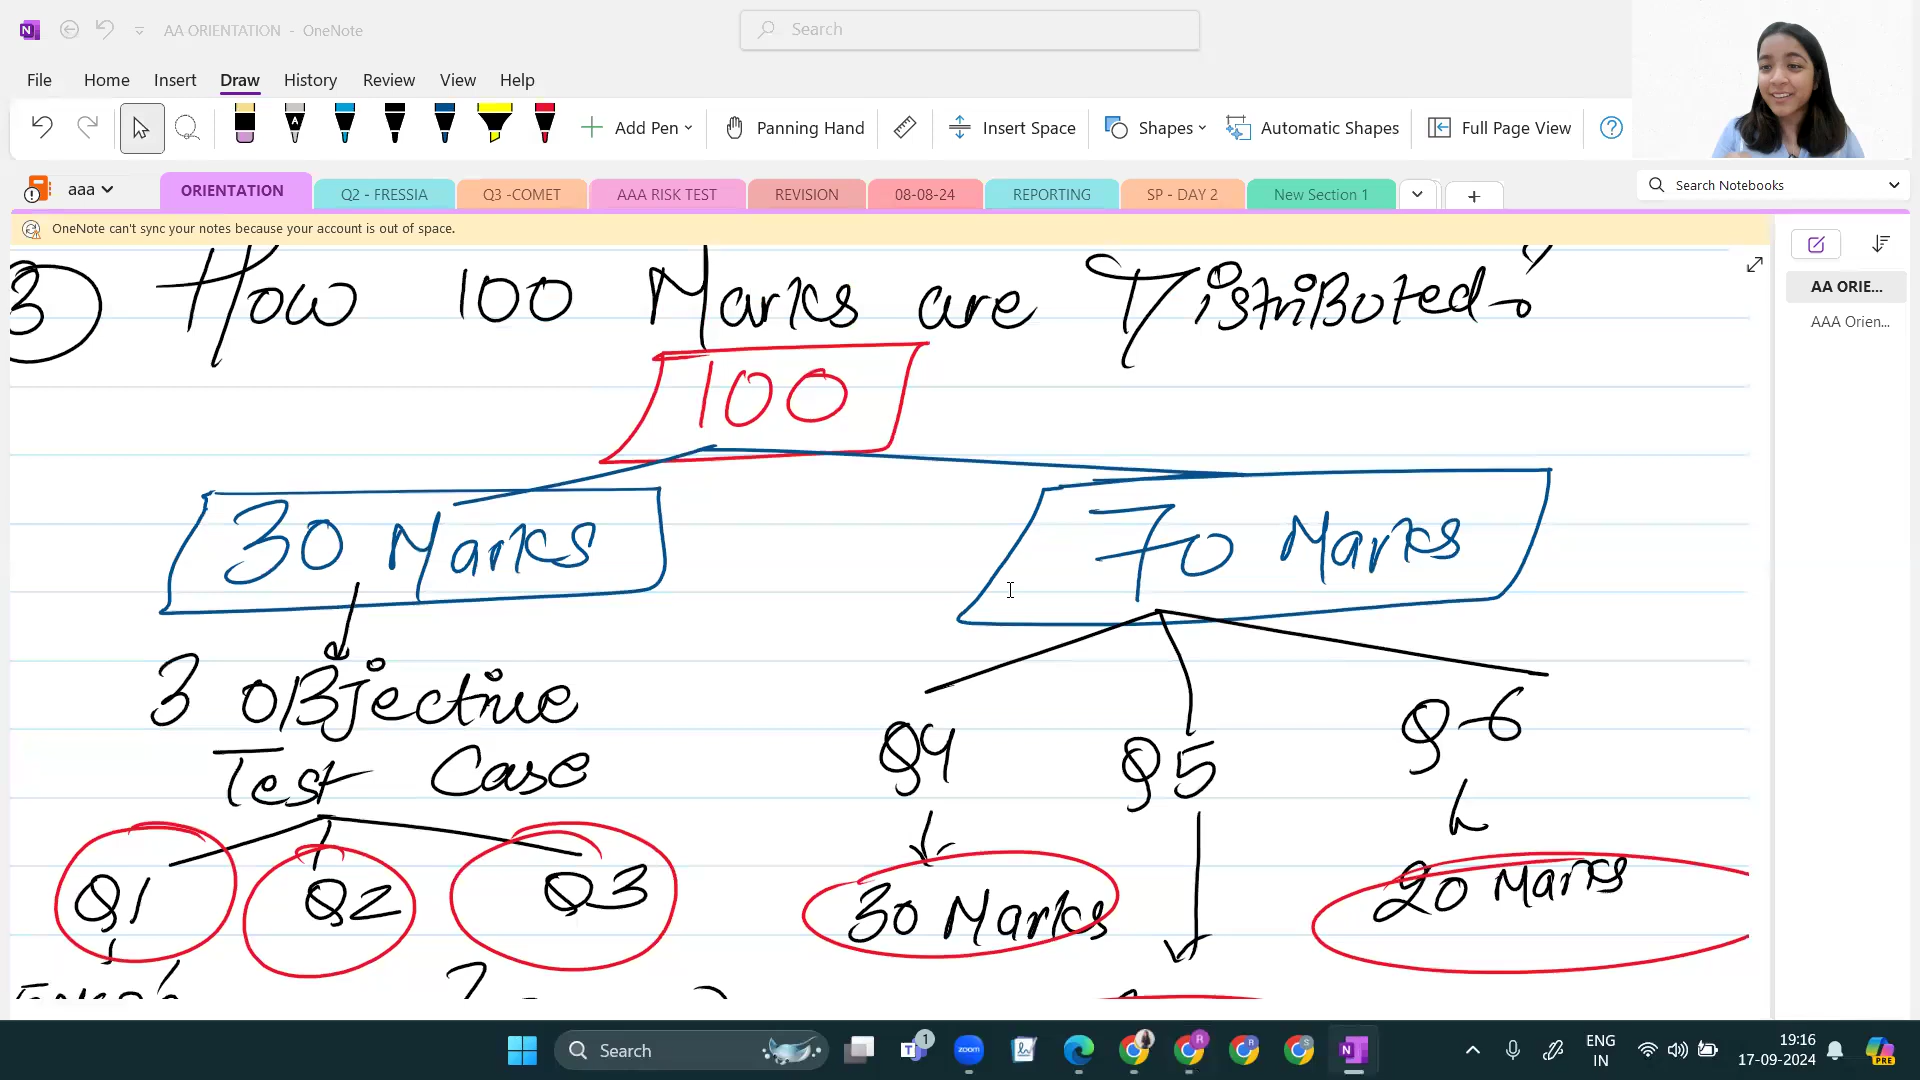 AA ORIENTATION - OneNote
Search
File Home Insert Draw History Review View Help
Add Pen Panning Hand Insert Space Shapes Automatic Shapes Full Page View
aaa ORIENTATION Q2 - FRESSIA Q3 -COMET AAA RISK TEST REVISION 08-08-24 REPORTING SP - DAY 2 New Section 1 Search Notebooks
OneNote can't sync your notes because your account is out of space.
AA ORIE...
AAA Orien...
3 How 100 Marks are Distributed
100
30 Marks 70 Marks
3 OBjective
Test Case
Q4 Q5 Q-6
Q1 Q2 Q3
30 Marks 20 Marks
Search
1
zoom
ENG
IN
19:16
17-09-2024
PRE